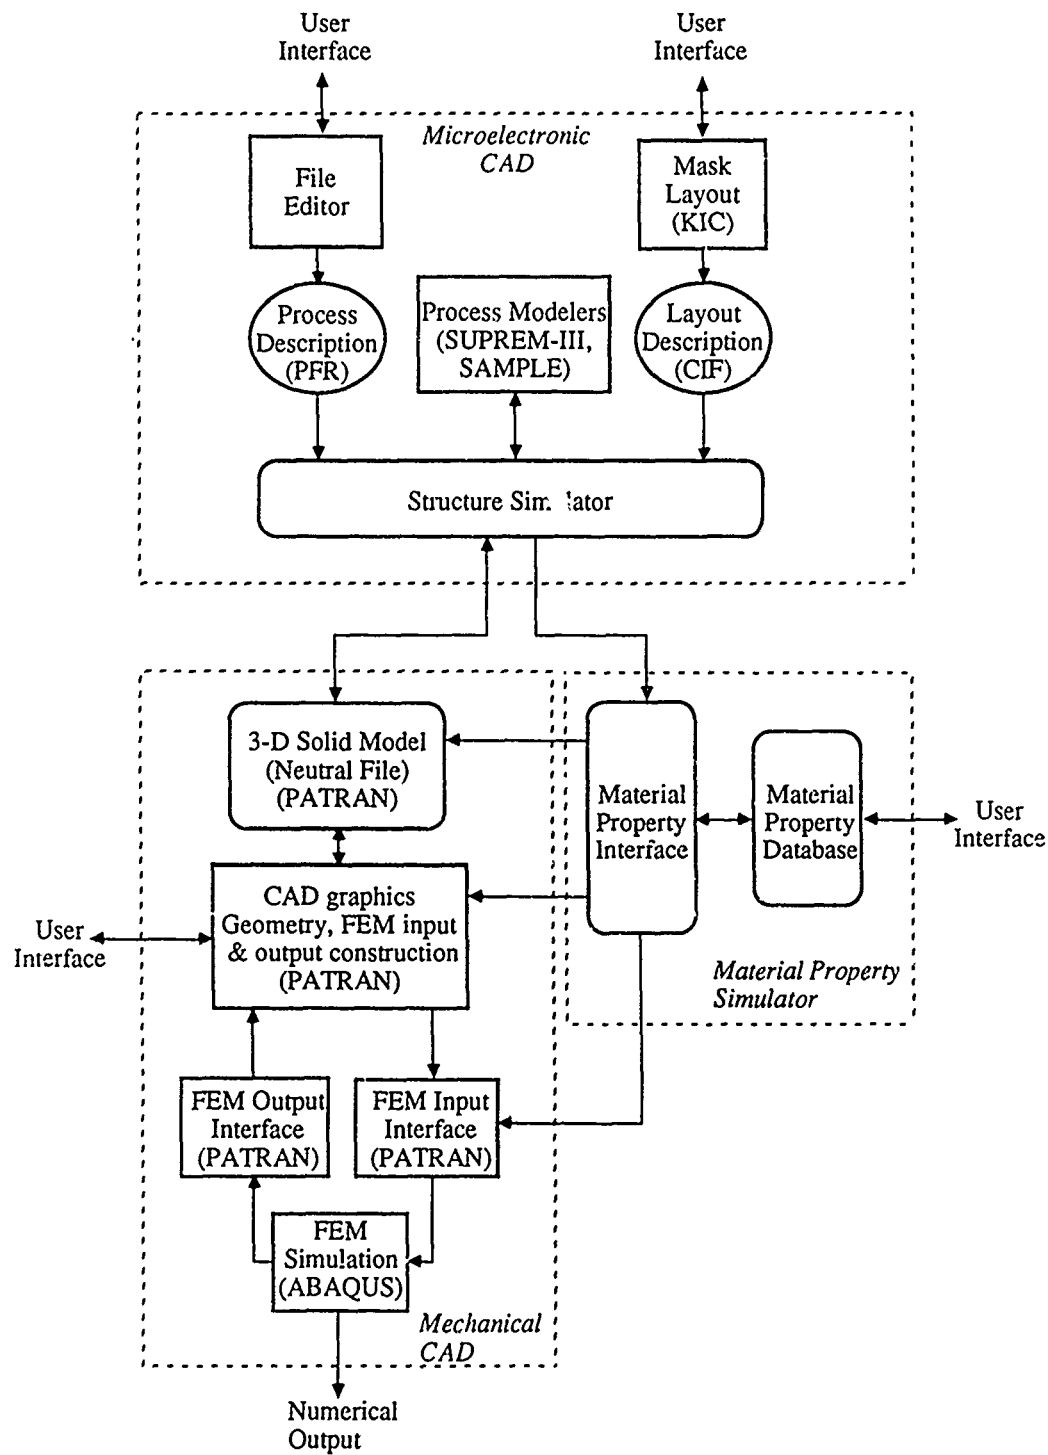 User
Interface
User
Interface
Microelectronic
CAD
File
Editor
Mask
Layout
(KIC)
Process
Description
(PFR)
Process Modelers
(SUPREM-III,
SAMPLE)
Layout
Description
(CIF)
Structure Simulator
3-D Solid Model
(Neutral File)
(PATRAN)
Material
Property
Interface
Material
Property
Database
User
Interface
CAD graphics
Geometry, FEM input
& output construction
(PATRAN)
User
Interface
Material Property
Simulator
FEM Output
Interface
(PATRAN)
FEM Input
Interface
(PATRAN)
FEM
Simulation
(ABAQUS)
Mechanical
CAD
Numerical
Output